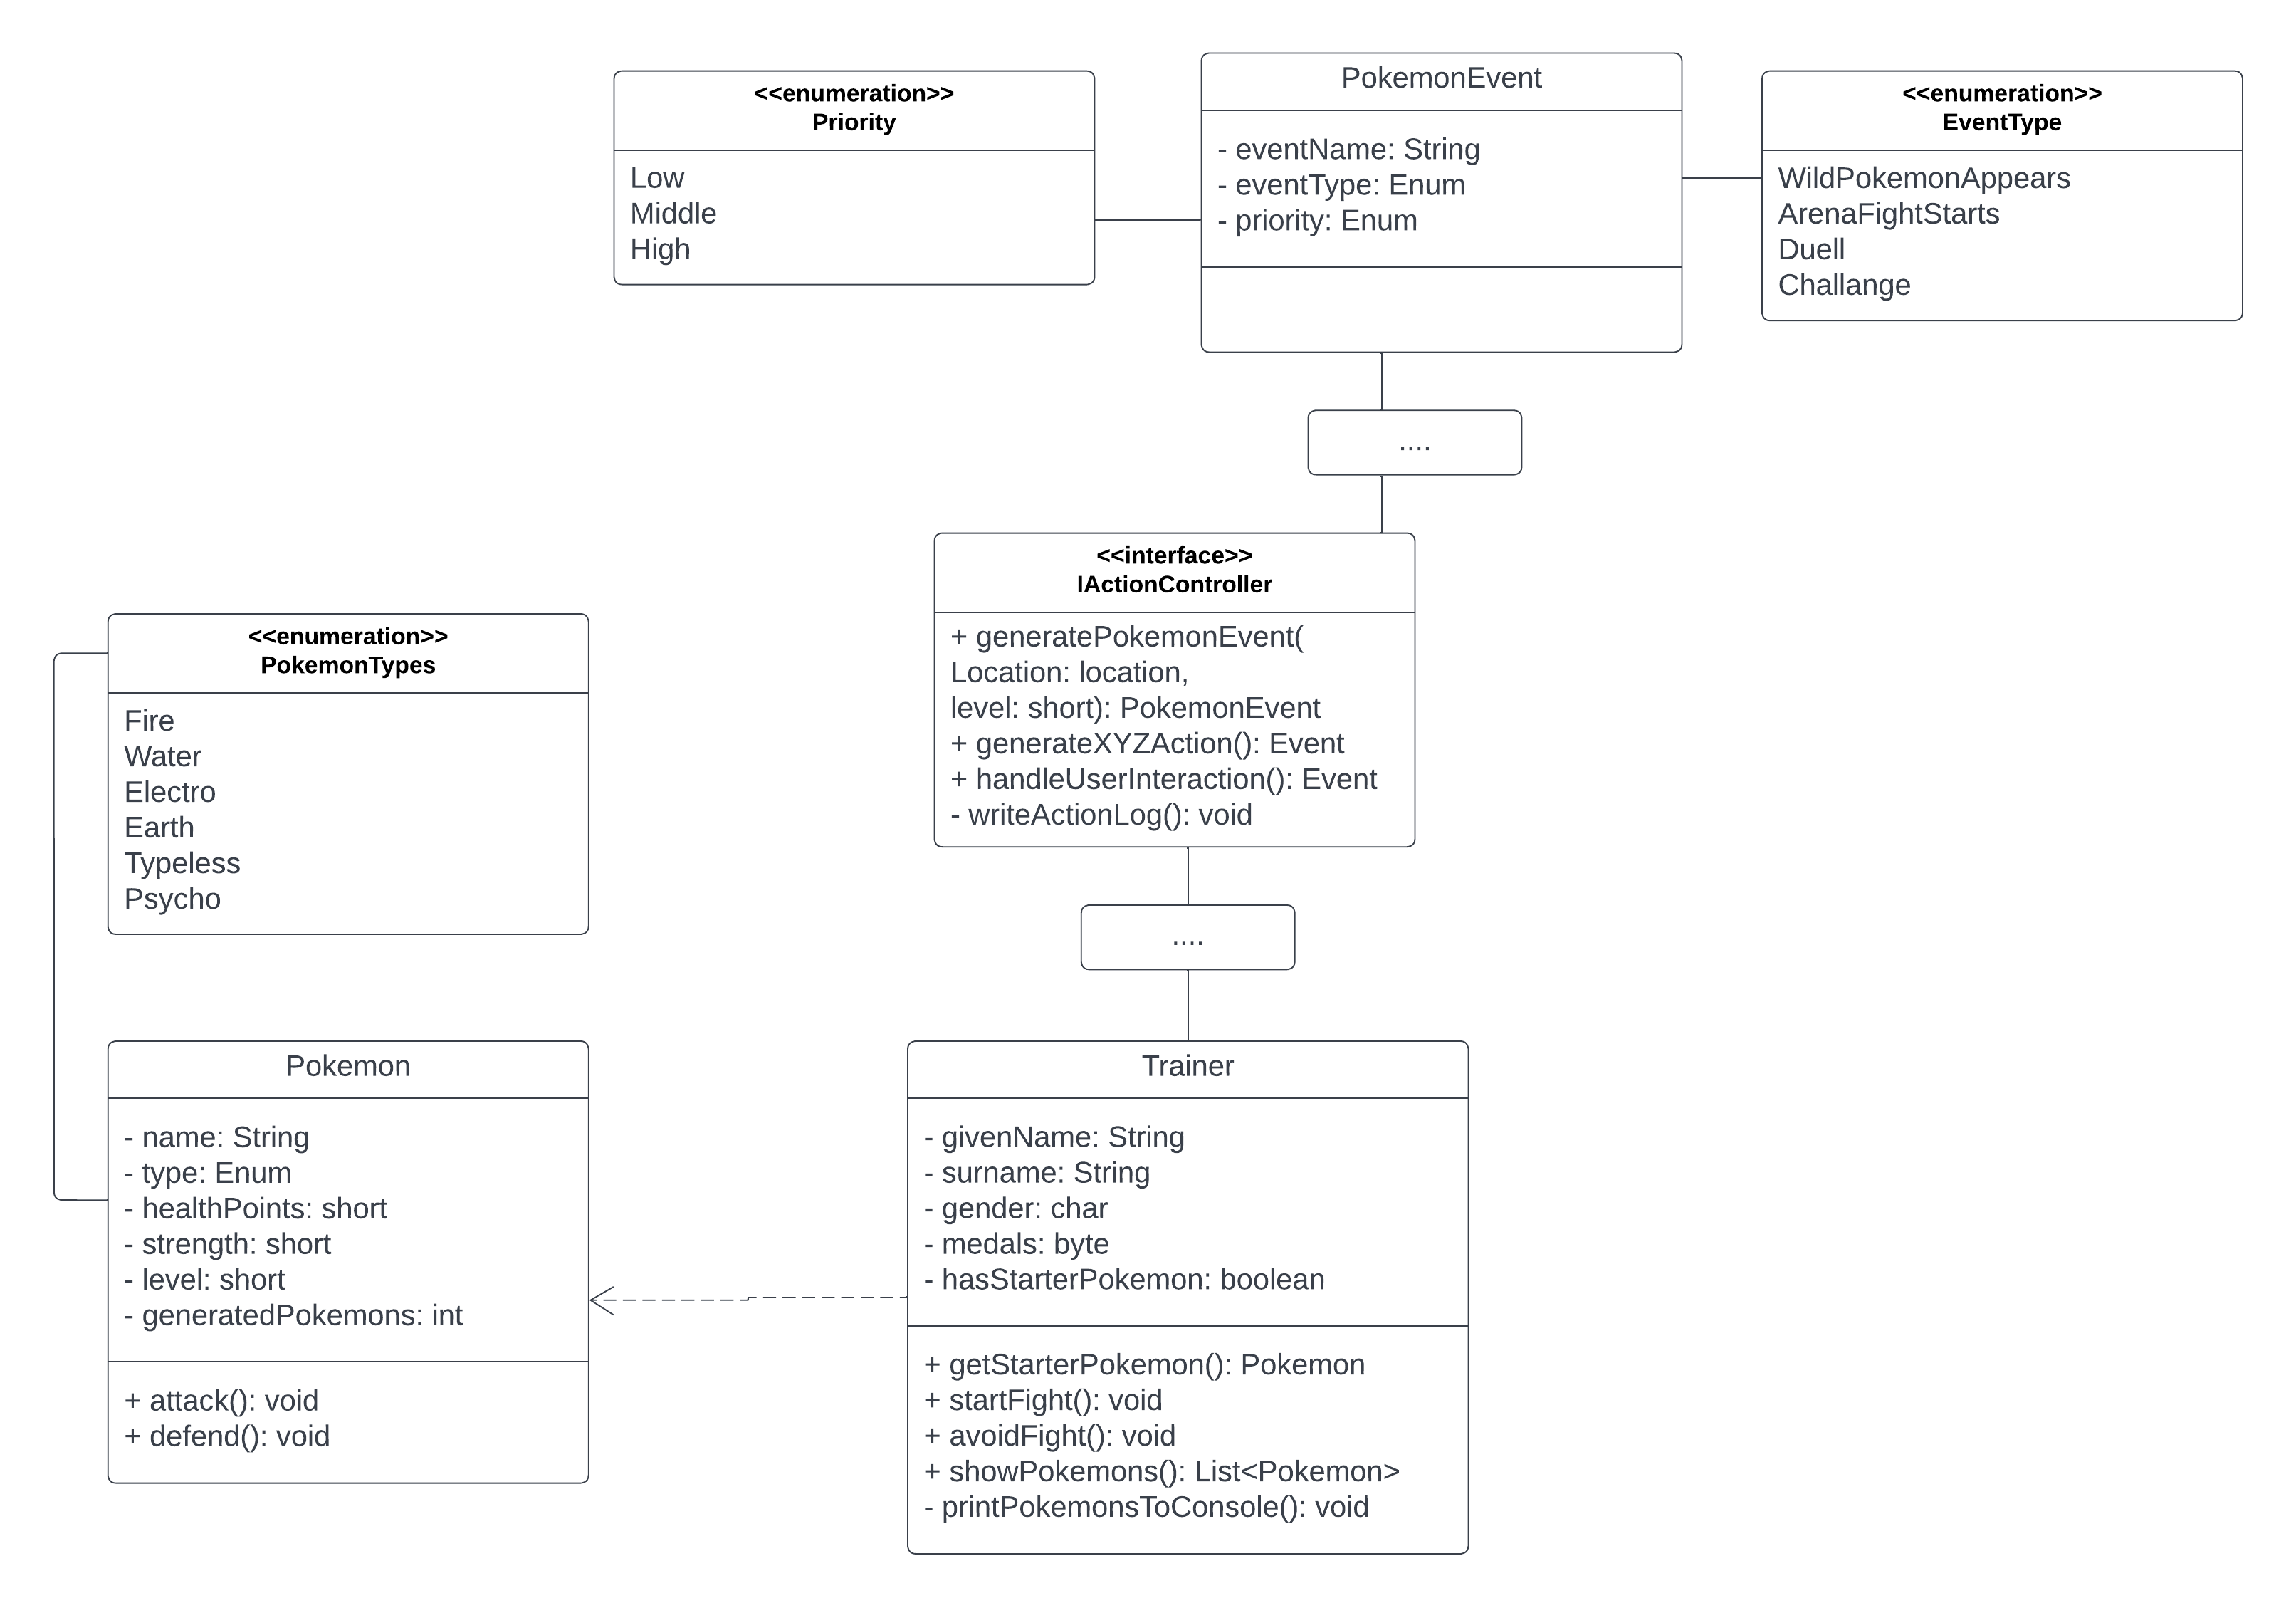 <<enumeration>>
Priority
Low
Middle
High
PokemonEvent
- eventName: String
- eventType: Enum
- priority: Enum
<<enumeration>>
EventType
WildPokemonAppears
ArenaFightStarts
Duell
Challange
....
<<interface>>
IActionController
+ generatePokemonEvent(
Location: location,
level: short): PokemonEvent
+ generateXYZAction(): Event
+ handleUserInteraction(): Event
- writeActionLog(): void
<<enumeration>>
PokemonTypes
Fire
Water
Electro
Earth
Typeless
Psycho
....
Pokemon
- name: String
- type: Enum
- healthPoints: short
- strength: short
- level: short
- generatedPokemons: int
+ attack(): void
+ defend(): void
Trainer
- givenName: String
- surname: String
- gender: char
- medals: byte
- hasStarterPokemon: boolean
+ getStarterPokemon(): Pokemon
+ startFight(): void
+ avoidFight(): void
+ showPokemons(): List<Pokemon>
- printPokemonsToConsole(): void